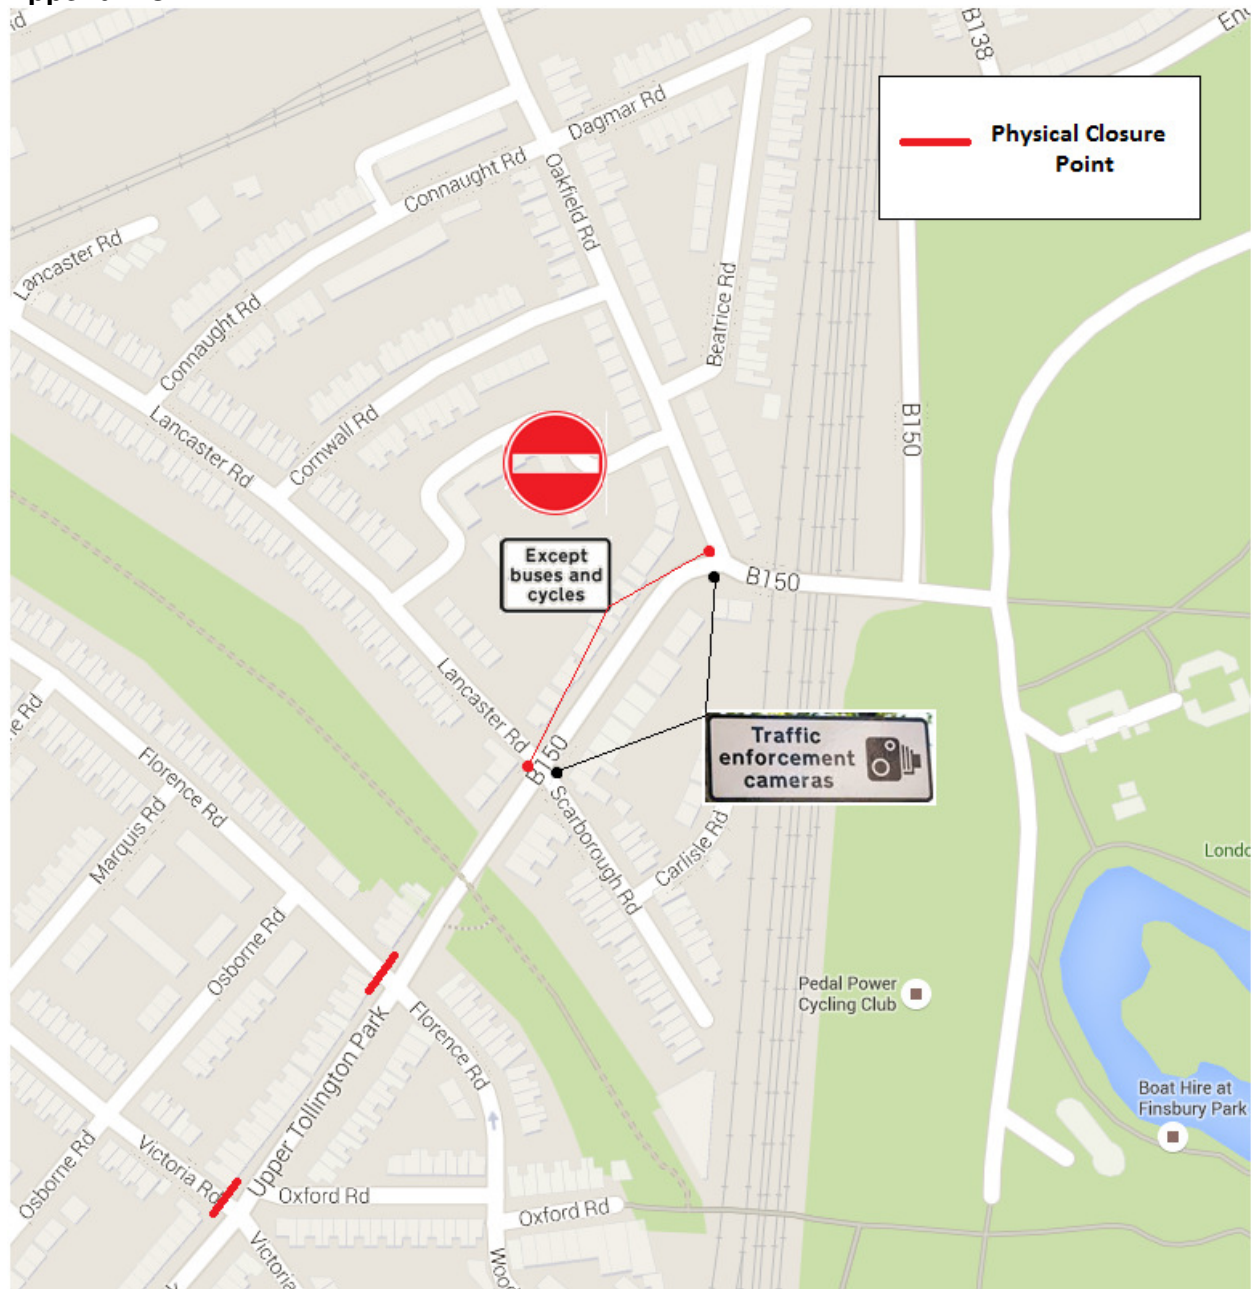 B138
Physical Closure
Point
Dagmar Rd
Connaught Rd
Oakfield Rd
Lancaster Rd
Connaught Rd
Beatrice Rd
Lancaster Rd
Cornwall Rd
B150
Except
buses and
cycles
B150
Lancaster Rd
B150
Traffic
enforcement
cameras
Florence Rd
Marquis Rd
Scarborough Rd
Carlisle Rd
Osborne Rd
Pedal Power
Cycling Club
Upper Tollington Park
Florence Rd
Boat Hire at
Finsbury Park
Osborne Rd
Victoria Rd
Oxford Rd
Oxford Rd
Victoria